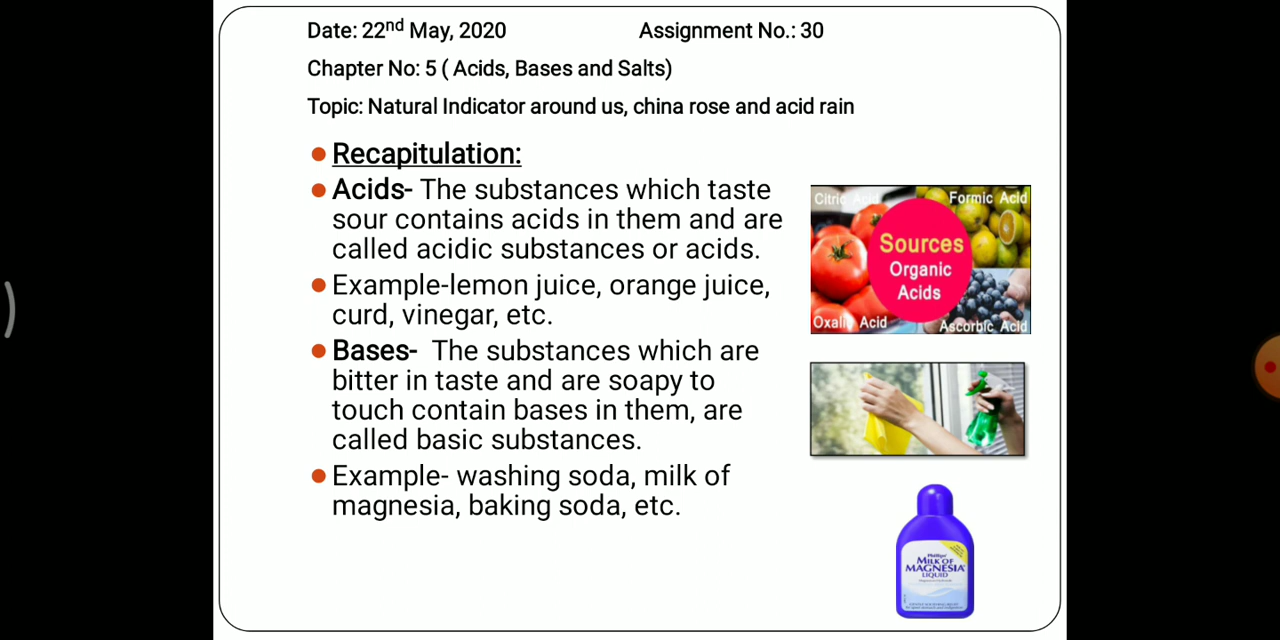 Date: 22nd May, 2020 Assignment No.: 30
Chapter No: 5 ( Acids, Bases and Salts)
Topic: Natural Indicator around us, china rose and acid rain
Recapitulation:
Acids- The substances which taste
sour contains acids in them and are
called acidic substances or acids.
Example-lemon juice, orange juice,
curd, vinegar, etc.
Bases- The substances which are
bitter in taste and are soapy to
touch contain bases in them, are
called basic substances.
Example- washing soda, milk of
magnesia, baking soda, etc.
Citric Acid
Formic Acid
Sources
Organic
Acids
Oxalic Acid
Ascorbic Acid
Phillips'
MILK OF
MAGNESIA
LIQUID